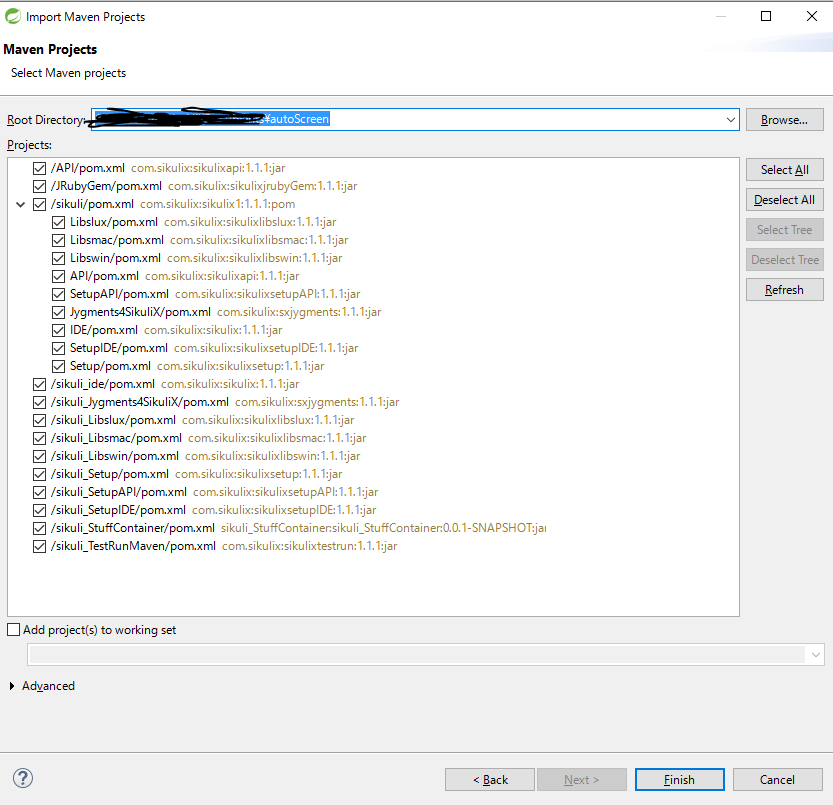 Import Maven Projects
Maven Projects
Select Maven projects
Root Directory: ¥autoScreen Browse...
Projects:
/API/pom.xml com.sikulix:sikulixapi:1.1.1:jar Select All
/JRubyGem/pom.xml com.sikulix:sikulixjrubyGem:1.1.1:jar
/sikuli/pom.xml com.sikulix:sikulix1:1.1.1:pom Deselect All
Libslux/pom.xml com.sikulix:sikulixlibslux:1.1.1:jar
Libsmac/pom.xml com.sikulix:sikulixlibsmac:1.1.1:jar Select Tree
Libswin/pom.xml com.sikulix:sikulixlibswin:1.1.1:jar Deselect Tree
API/pom.xml com.sikulix:sikulixapi:1.1.1:jar
SetupAPI/pom.xml com.sikulix:sikulixsetupAPI:1.1.1:jar Refresh
Jygments4SikuliX/pom.xml com.sikulix:sxjygments:1.1.1:jar
IDE/pom.xml com.sikulix:sikulix:1.1.1:jar
SetupIDE/pom.xml com.sikulix:sikulixsetupIDE:1.1.1:jar
Setup/pom.xml com.sikulix:sikulixsetup:1.1.1:jar
/sikuli_ide/pom.xml com.sikulix:sikulix:1.1.1:jar
/sikuli_Jygments4SikuliX/pom.xml com.sikulix:sxjygments:1.1.1:jar
/sikuli_Libslux/pom.xml com.sikulix:sikulixlibslux:1.1.1:jar
/sikuli_Libsmac/pom.xml com.sikulix:sikulixlibsmac:1.1.1:jar
/sikuli_Libswin/pom.xml com.sikulix:sikulixlibswin:1.1.1:jar
/sikuli_Setup/pom.xml com.sikulix:sikulixsetup:1.1.1:jar
/sikuli_SetupAPI/pom.xml com.sikulix:sikulixsetupAPI:1.1.1:jar
/sikuli_SetupIDE/pom.xml com.sikulix:sikulixsetupIDE:1.1.1:jar
/sikuli_StuffContainer/pom.xml sikuli_StuffContainer:sikuli_StuffContainer:0.0.1-SNAPSHOT:jar
/sikuli_TestRunMaven/pom.xml com.sikulix:sikulixtestrun:1.1.1:jar
Add project(s) to working set
Advanced
? < Back Next > Finish Cancel